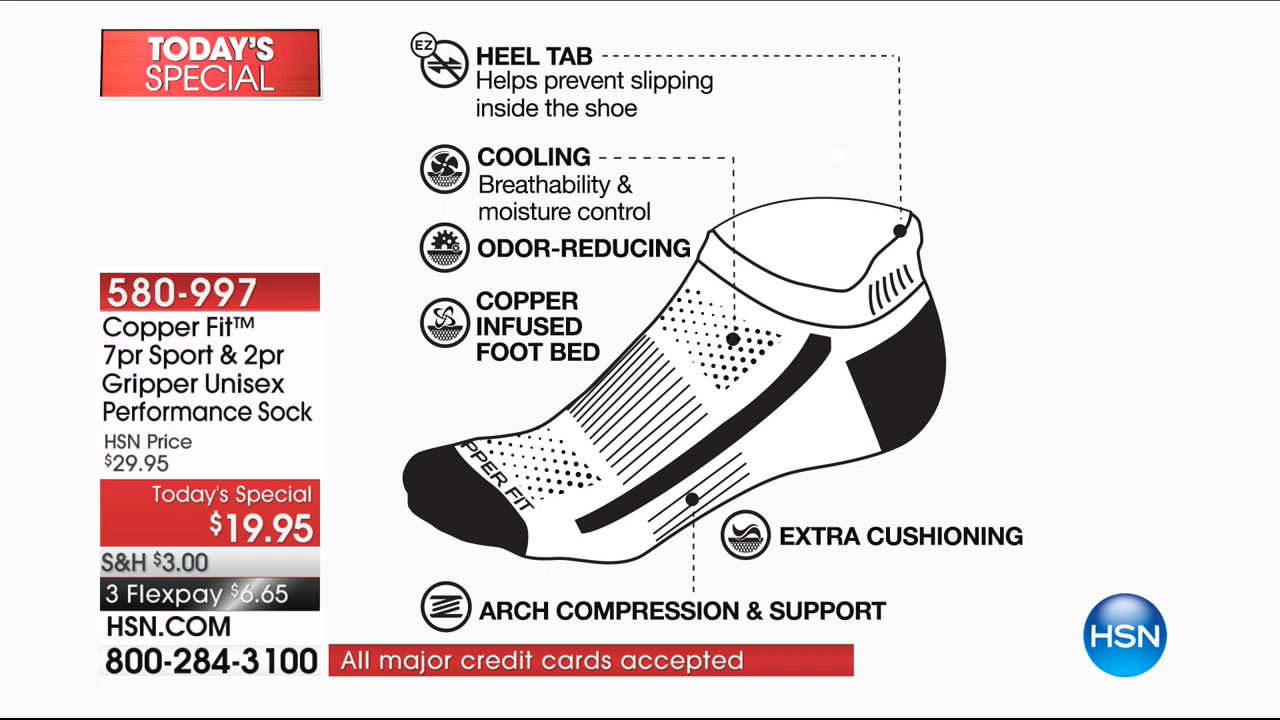 TODAY'S
SPECIAL
EZ
HEEL TAB
Helps prevent slipping
inside the shoe
COOLING
Breathability &
moisture control
ODOR-REDUCING
COPPER
INFUSED
FOOT BED
580-997
Copper Fit™
7pr Sport & 2pr
Gripper Unisex
Performance Sock
HSN Price
$29.95
Today's Special
$19.95
S&H $3.00
3 Flexpay $6.65
HSN.COM
800-284-3100
PPER FIT
EXTRA CUSHIONING
ARCH COMPRESSION & SUPPORT
All major credit cards accepted
HSN